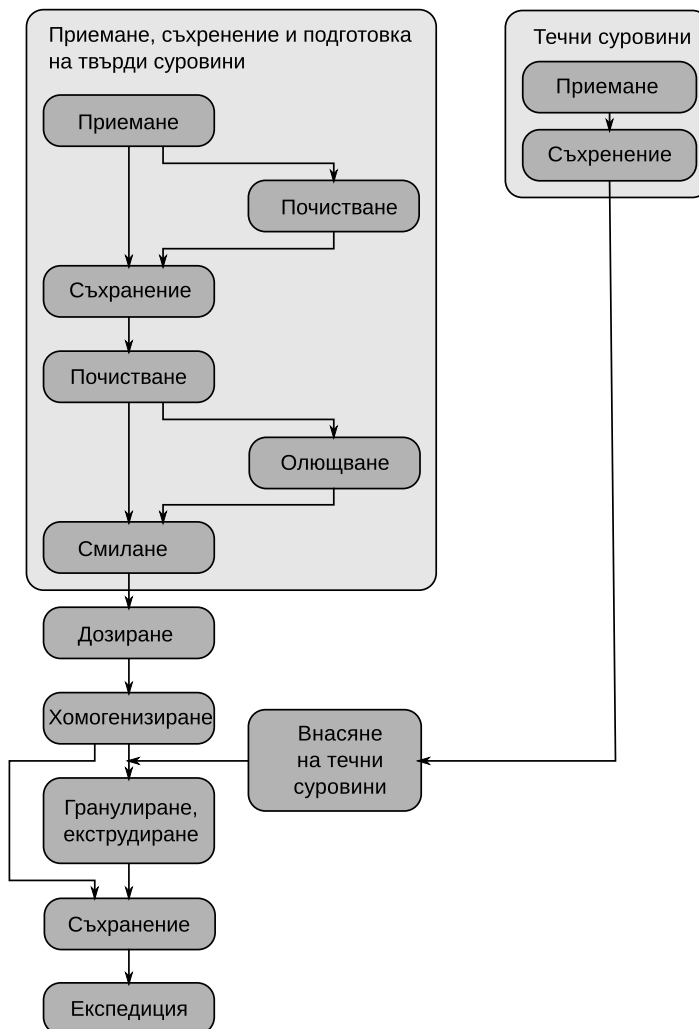 Приемане, съхренение и подготовка
на твърди суровини
Приемане
Почистване
Съхранение
Почистване
Олющване
Смилане
Дозиране
Хомогенизиране
Гранулиране,
екструдиране
Съхранение
Експедиция
Течни суровини
Приемане
Съхренение
Внасяне
на течни
суровини